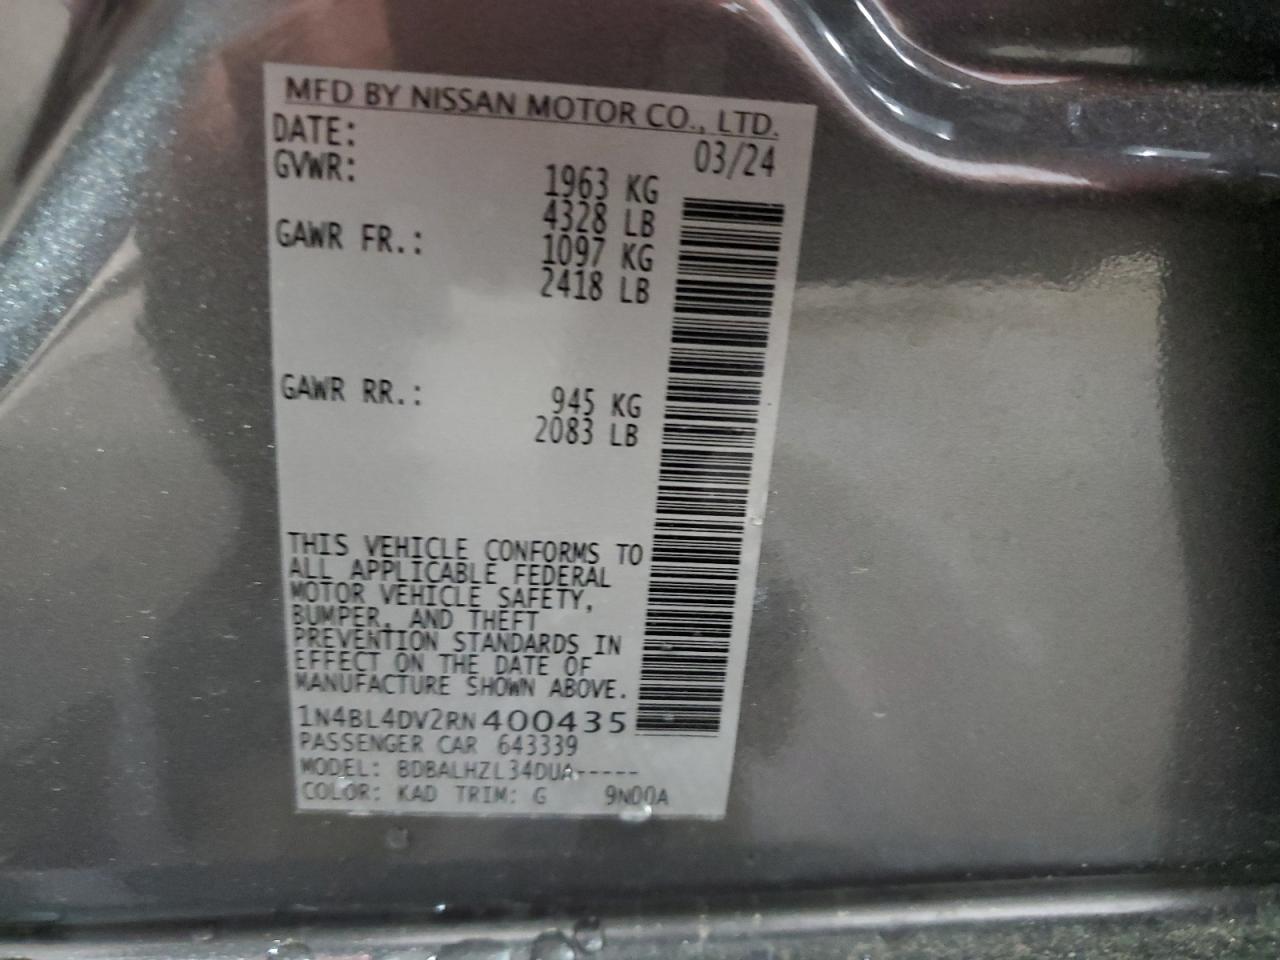 MFD BY NISSAN MOTOR CO., LTD.
DATE: 03/24
GVWR: 1963 KG
4328 LB
GAWR FR.: 1097 KG
2418 LB
GAWR RR.: 945 KG
2083 LB
THIS VEHICLE CONFORMS TO
ALL APPLICABLE FEDERAL
MOTOR VEHICLE SAFETY,
BUMPER, AND THEFT
PREVENTION STANDARDS IN
EFFECT ON THE DATE OF
MANUFACTURE SHOWN ABOVE.
1N4BL4DV2RN400435
PASSENGER CAR 643339
MODEL: BDBALHZL34DUA-----
COLOR: KAD TRIM: G 9N00A